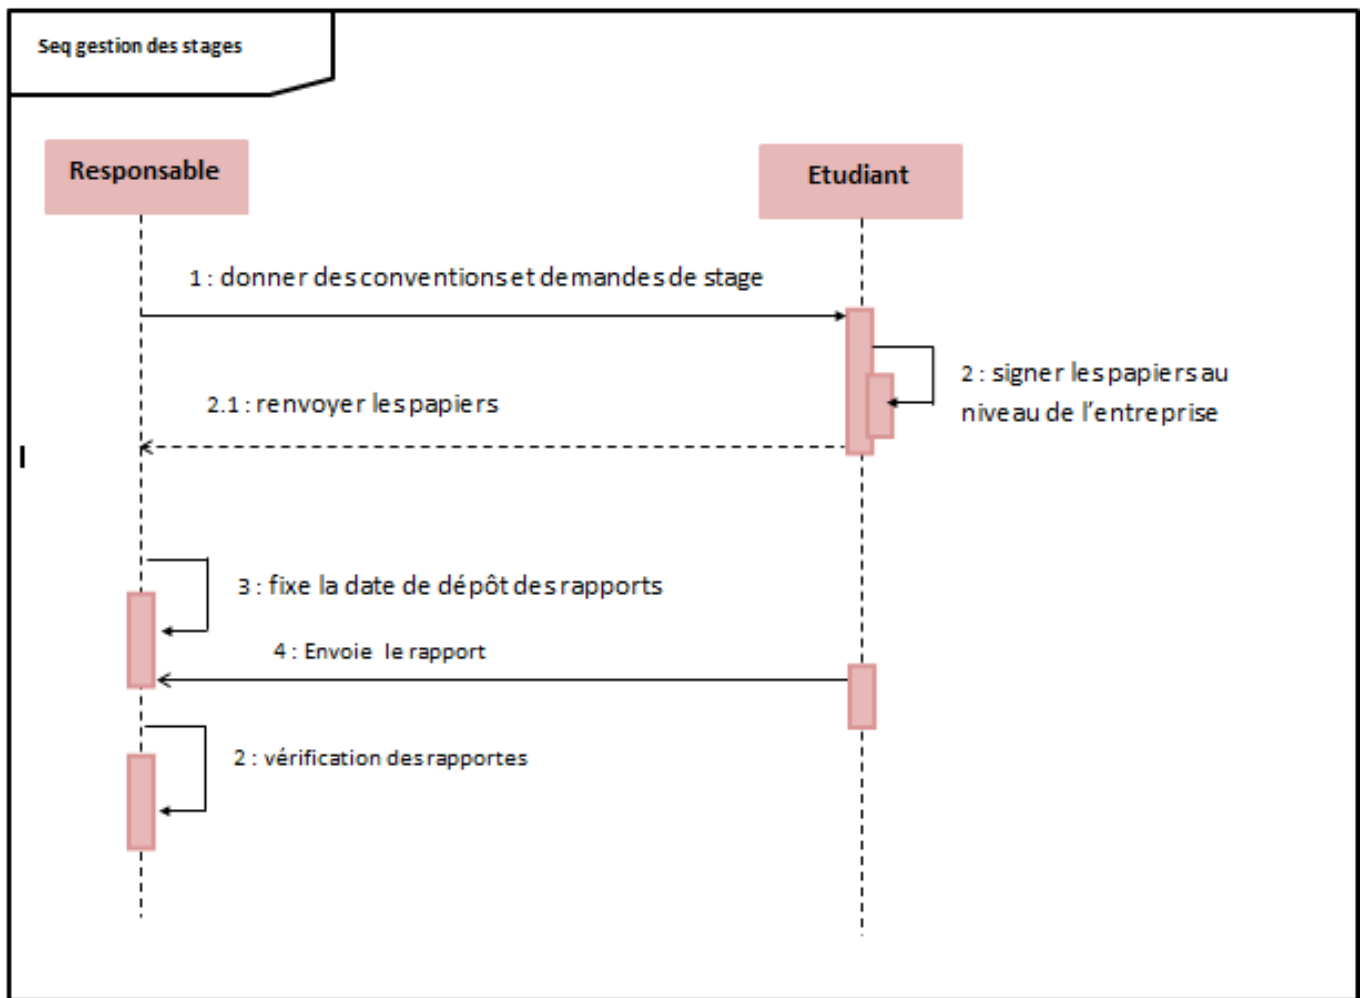 Seq gestion des stages
Responsable
Etudiant
1 : donner des conventions et demandes de stage
2 : signer les papiers au
niveau de l'entreprise
2.1 : renvoyer les papiers
3 : fixe la date de dépôt des rapports
4 : Envoie le rapport
2 : vérification des rapportes